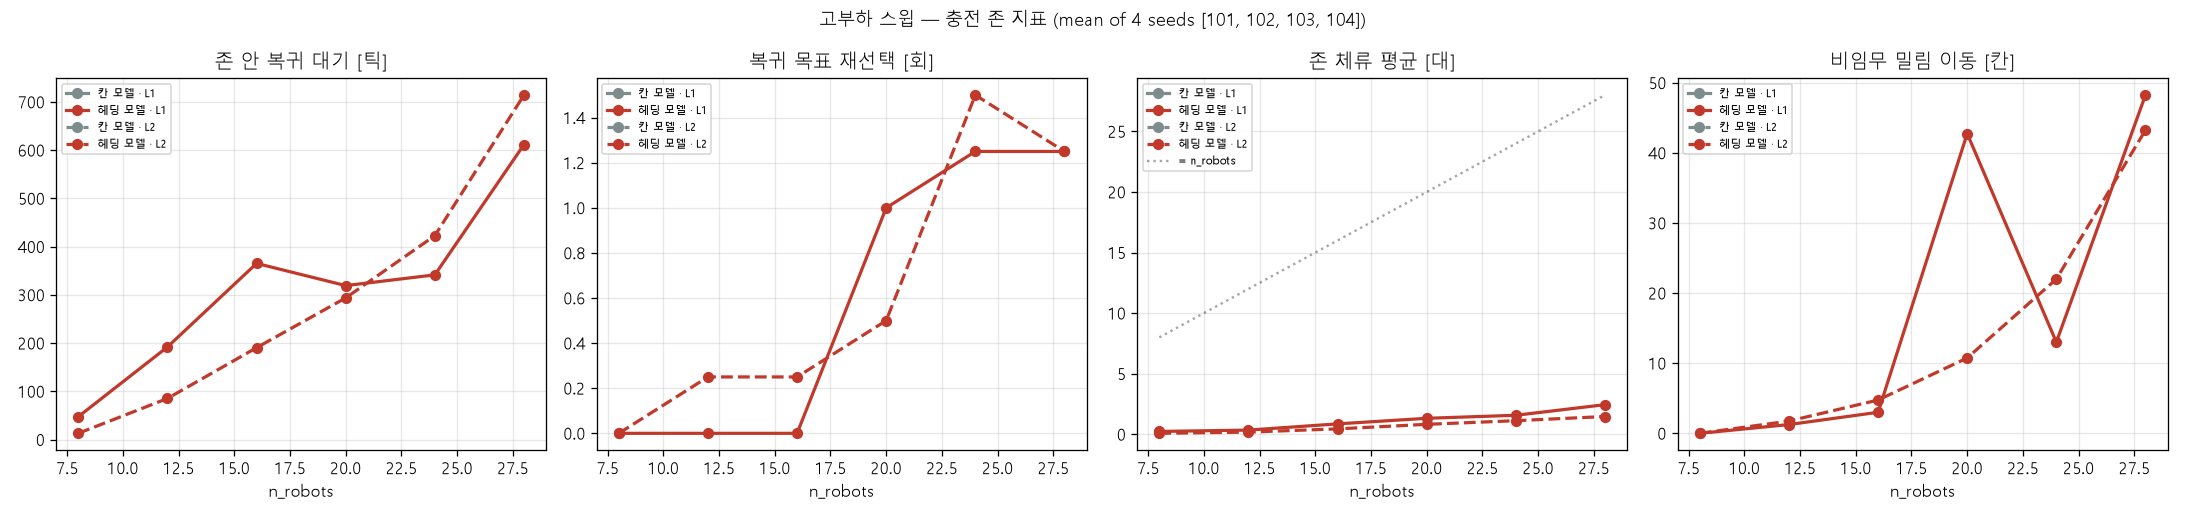 고부하 스윕 — 충전 존 지표 (mean of 4 seeds [101, 102, 103, 104])
존 안 복귀 대기 [틱]
칸 모델 · L1
헤딩 모델 · L1
칸 모델 · L2
헤딩 모델 · L2
700
600
500
400
300
200
100
0
7.5 10.0 12.5 15.0 17.5 20.0 22.5 25.0 27.5
n_robots
복귀 목표 재선택 [회]
칸 모델 · L1
헤딩 모델 · L1
칸 모델 · L2
헤딩 모델 · L2
1.4
1.2
1.0
0.8
0.6
0.4
0.2
0.0
7.5 10.0 12.5 15.0 17.5 20.0 22.5 25.0 27.5
n_robots
존 체류 평균 [대]
칸 모델 · L1
헤딩 모델 · L1
칸 모델 · L2
헤딩 모델 · L2
= n_robots
25
20
15
10
5
0
7.5 10.0 12.5 15.0 17.5 20.0 22.5 25.0 27.5
n_robots
비임무 밀림 이동 [칸]
칸 모델 · L1
헤딩 모델 · L1
칸 모델 · L2
헤딩 모델 · L2
50
40
30
20
10
0
7.5 10.0 12.5 15.0 17.5 20.0 22.5 25.0 27.5
n_robots